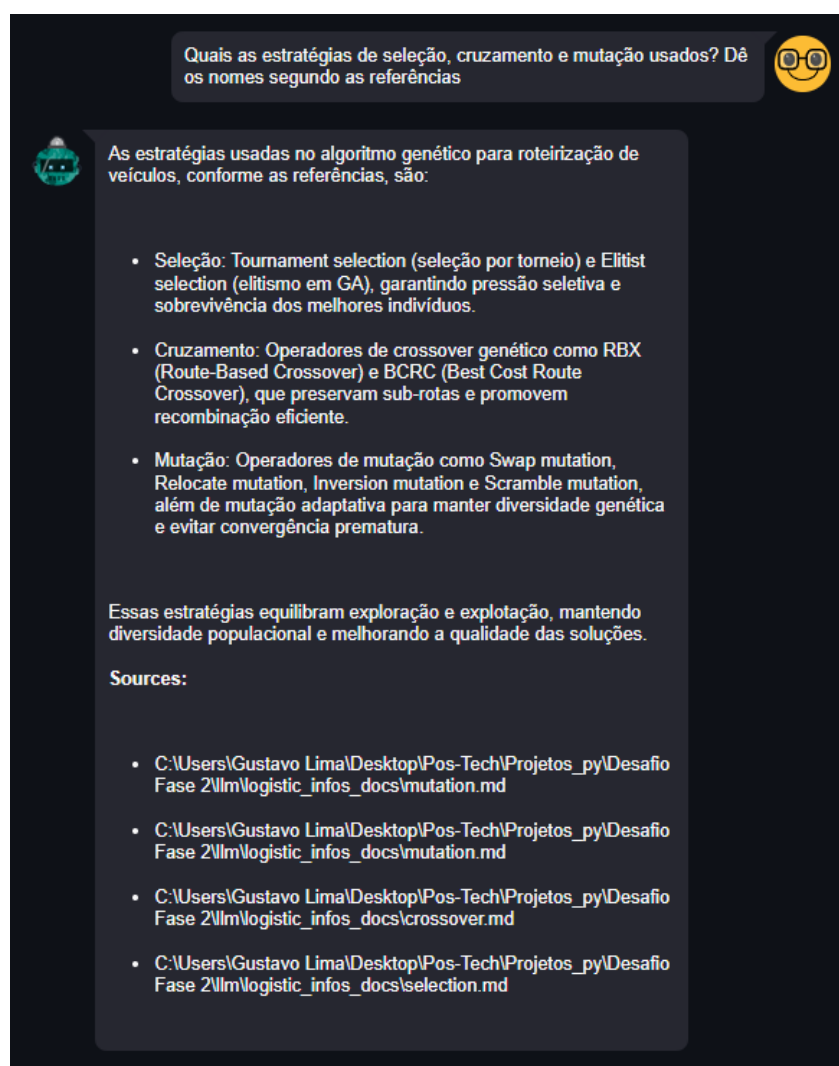 Quais as estratégias de seleção, cruzamento e mutação usados? Dê
os nomes segundo as referências
As estratégias usadas no algoritmo genético para roteirização de
veículos, conforme as referências, são:
• Seleção: Tournament selection (seleção por torneio) e Elitist
selection (elitismo em GA), garantindo pressão seletiva e
sobrevivência dos melhores indivíduos.
• Cruzamento: Operadores de crossover genético como RBX
(Route-Based Crossover) e BCRC (Best Cost Route
Crossover), que preservam sub-rotas e promovem
recombinação eficiente.
• Mutação: Operadores de mutação como Swap mutation,
Relocate mutation, Inversion mutation e Scramble mutation,
além de mutação adaptativa para manter diversidade genética
e evitar convergência prematura.
Essas estratégias equilibram exploração e explotação, mantendo
diversidade populacional e melhorando a qualidade das soluções.
Sources:
• C:\Users\Gustavo Lima\Desktop\Pos-Tech\Projetos_py\Desafio
Fase 2\llm\logistic_infos_docs\mutation.md
• C:\Users\Gustavo Lima\Desktop\Pos-Tech\Projetos_py\Desafio
Fase 2\llm\logistic_infos_docs\mutation.md
• C:\Users\Gustavo Lima\Desktop\Pos-Tech\Projetos_py\Desafio
Fase 2\llm\logistic_infos_docs\crossover.md
• C:\Users\Gustavo Lima\Desktop\Pos-Tech\Projetos_py\Desafio
Fase 2\llm\logistic_infos_docs\selection.md